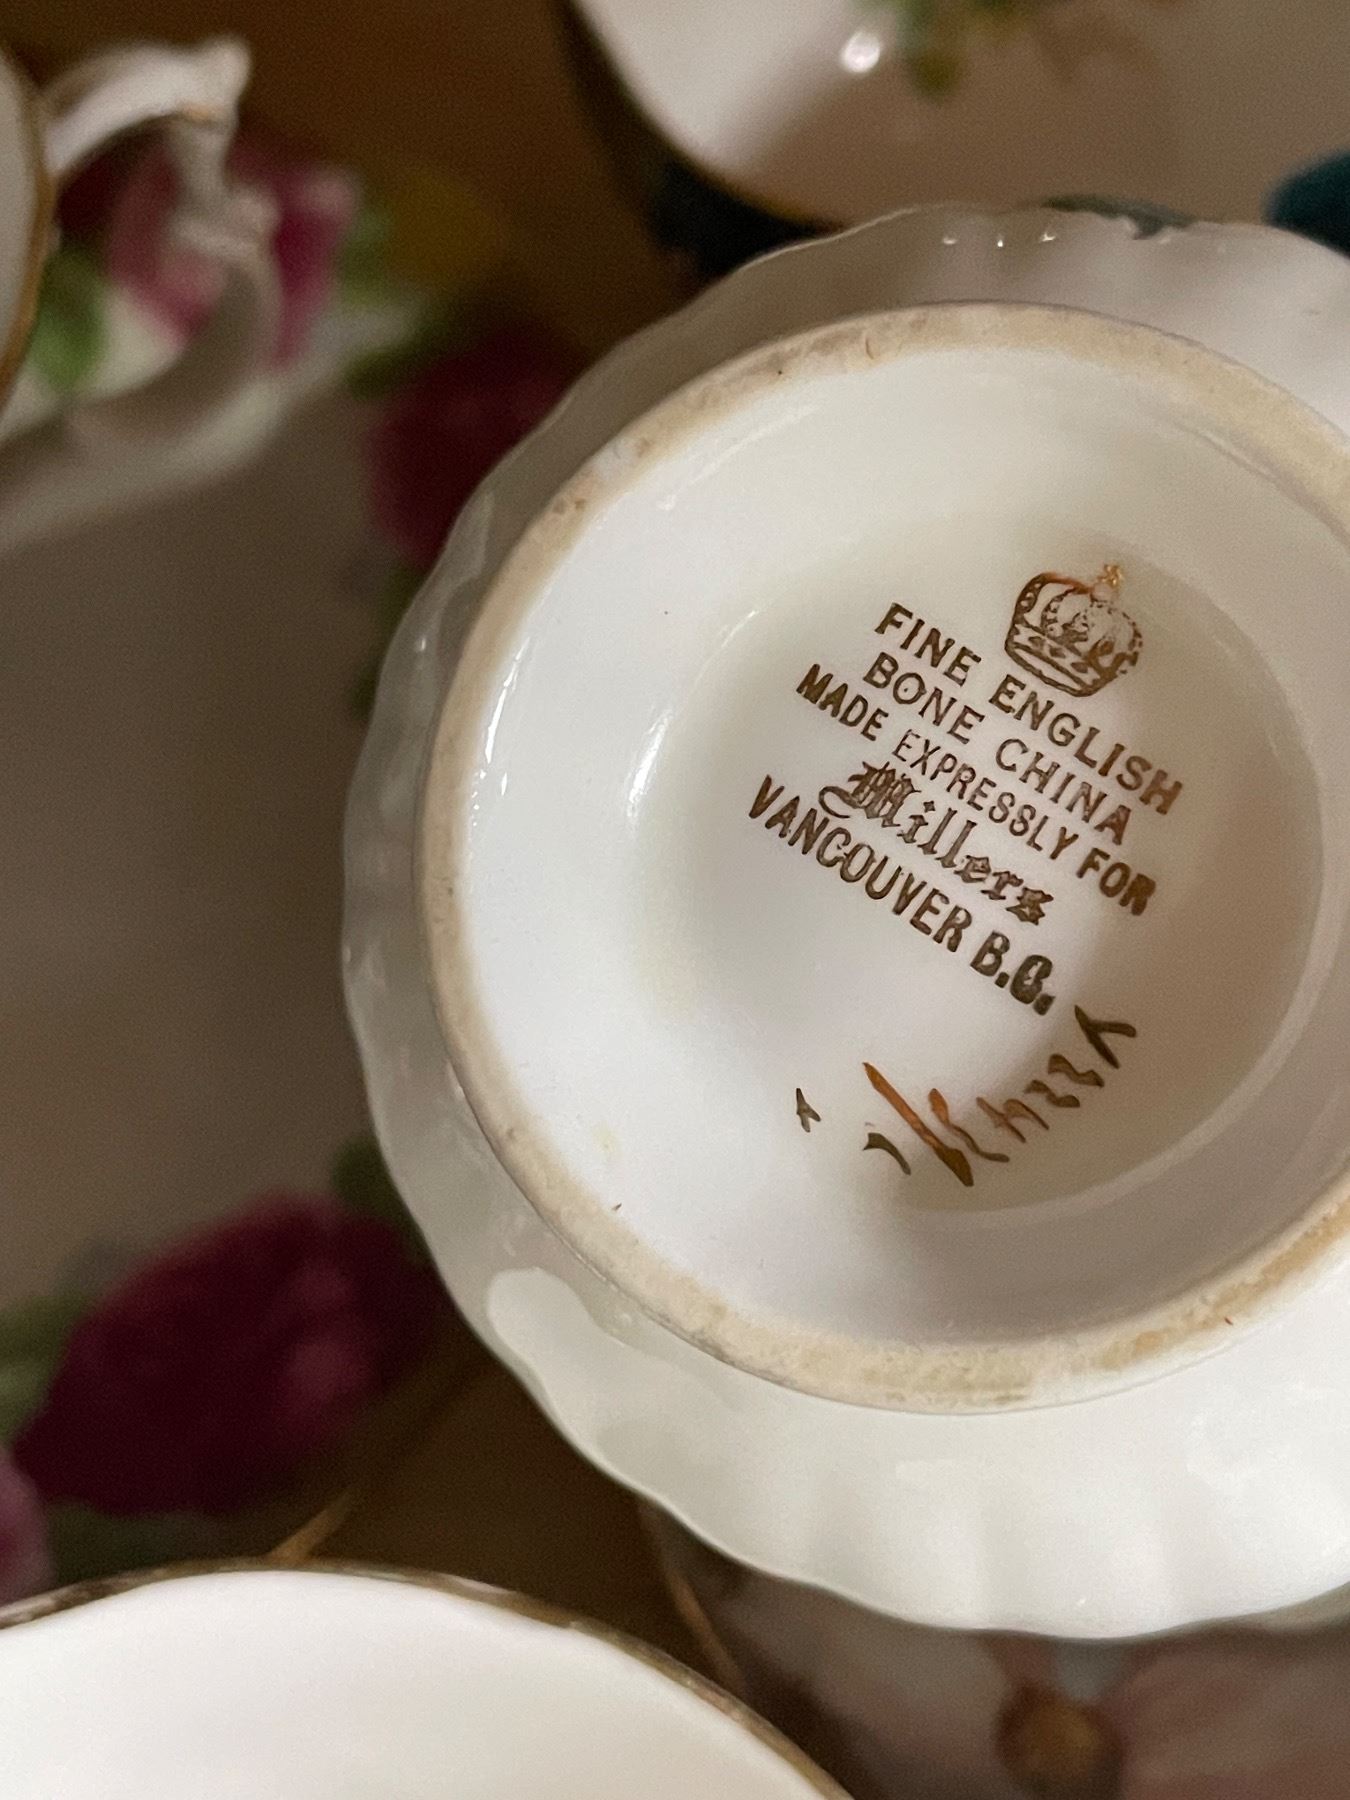 FINE ENGLISH
BONE CHINA
MADE EXPRESSLY FOR
Millers
VANCOUVER B.C.